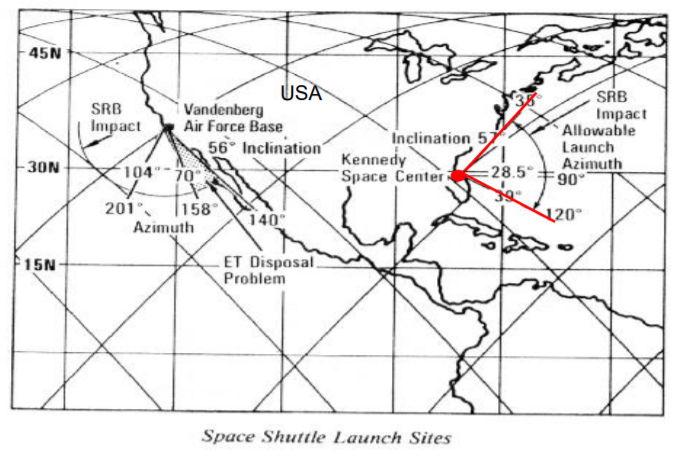 45N
USA
35°
SRB
Impact
Vandenberg
Air Force Base
56° Inclination
SRB
Impact
Allowable
Launch
Azimuth
Inclination 57°
Kennedy
Space Center
30N
104°
70°
28.5°
90°
39°
201°
158°
140°
120°
Azimuth
15N
ET Disposal
Problem
Space Shuttle Launch Sites